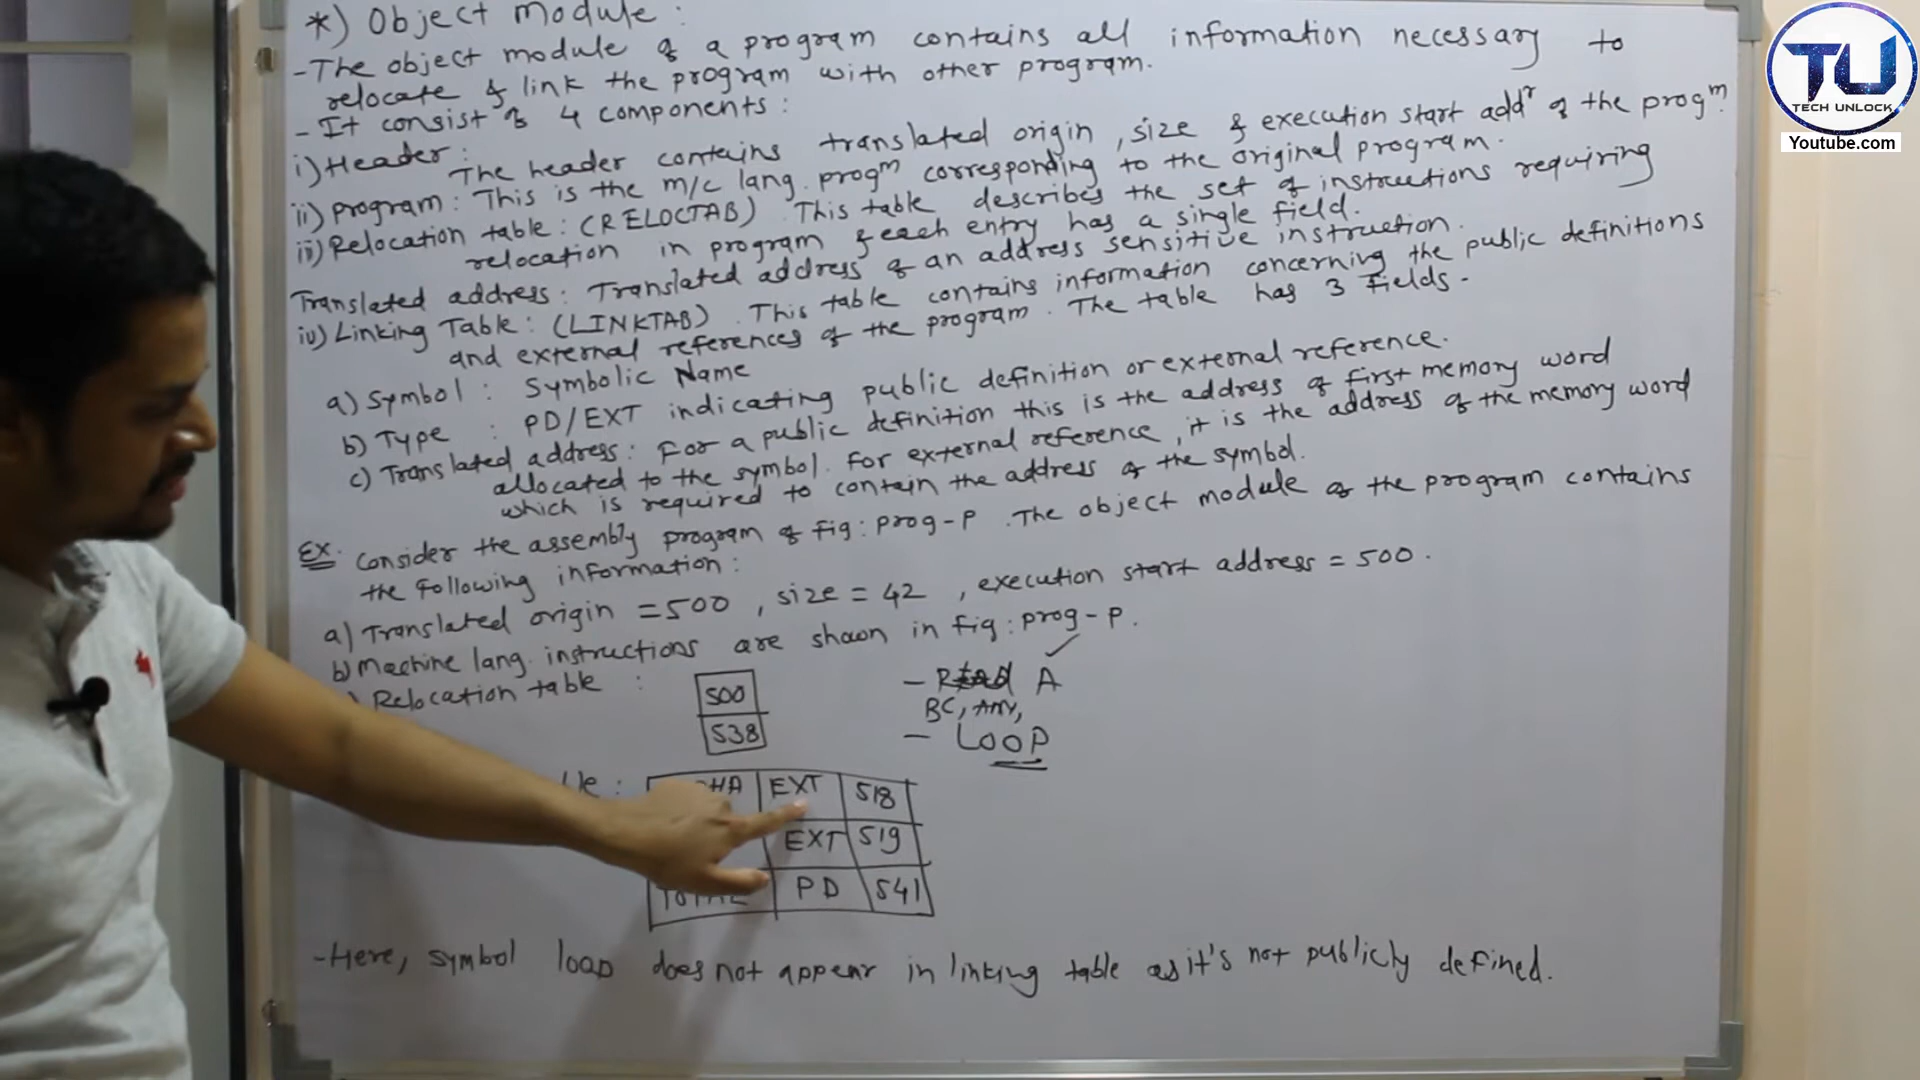 *) Object Module :
- The object module of a program contains all information necessary to
relocate & link the program with other program.
- It consist of 4 components :
i) Header :
The header contains translated origin, size & execution start addr of the progm.
ii) Program : This is the m/c lang. progm corresponding to the original program.
iii) Relocation table : (RELOCTAB). This table describes the set of instructions requiring
relocation in program & each entry has a single field.
Translated address : Translated address of an address sensitive instruction.
iv) Linking Table : (LINKTAB). This table contains information concerning the public definitions
and external references of the program. The table has 3 fields.
a) Symbol : Symbolic Name
b) Type : PD/EXT indicating public definition or external reference.
c) Translated address : For a public definition this is the address of first memory word
allocated to the symbol. For external reference, it is the address of the memory word
which is required to contain the address of the symbol.
Ex. Consider the assembly program of fig : prog-P. The object module of the program contains
the following information :
a) Translated origin = 500, size = 42, execution start address = 500.
b) Machine lang. instructions are shown in fig : prog-P.
) Relocation table : 500
538
- Read A
BC, ANY,
- LOOP
EXT 518
EXT 519
TOTAL PD 541
- Here, symbol loop does not appear in linking table as it's not publicly defined.
TU
TECH UNLOCK
Youtube.com